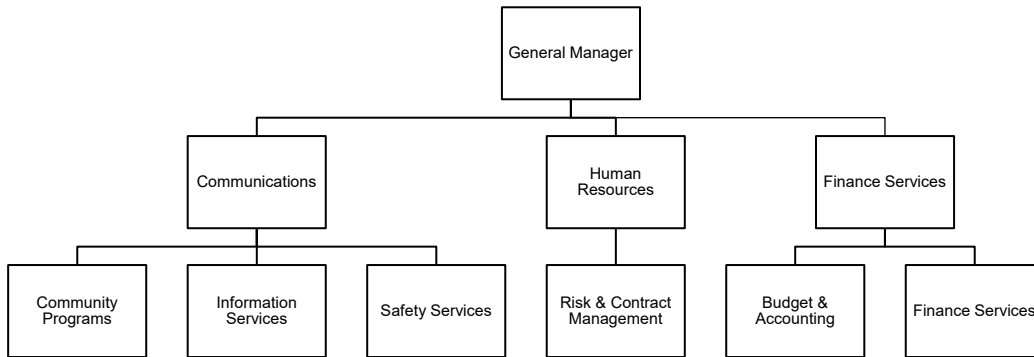 General Manager
Communications
Human
Resources
Finance Services
Community
Programs
Information
Services
Safety Services
Risk & Contract
Management
Budget &
Accounting
Finance Services